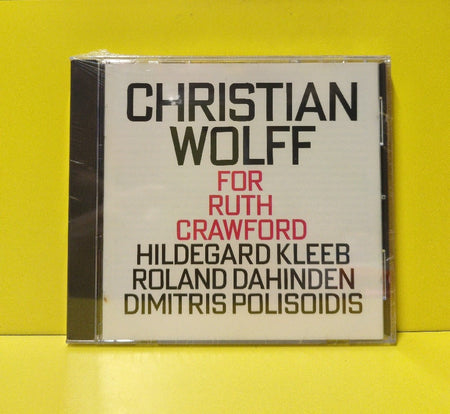 CHRISTIAN
WOLFF
FOR
RUTH
CRAWFORD
HILDEGARD KLEEB
ROLAND DAHINDEN
DIMITRIS POLISOIDIS